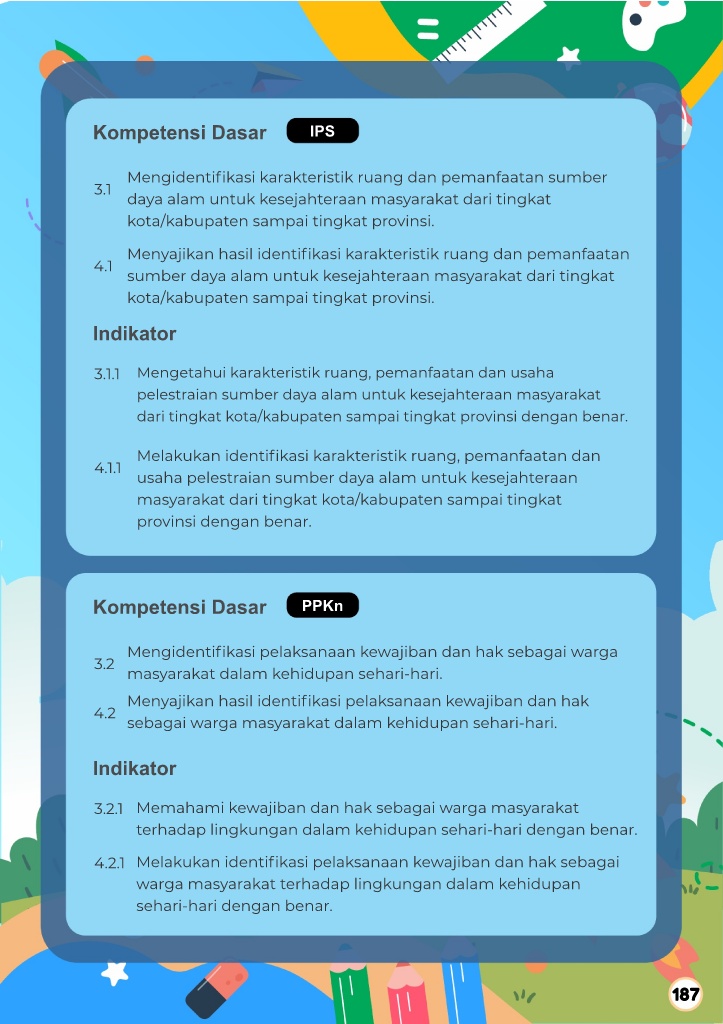 Kompetensi Dasar IPS
3.1 Mengidentifikasi karakteristik ruang dan pemanfaatan sumber
daya alam untuk kesejahteraan masyarakat dari tingkat
kota/kabupaten sampai tingkat provinsi.
4.1 Menyajikan hasil identifikasi karakteristik ruang dan pemanfaatan
sumber daya alam untuk kesejahteraan masyarakat dari tingkat
kota/kabupaten sampai tingkat provinsi.
Indikator
3.1.1 Mengetahui karakteristik ruang, pemanfaatan dan usaha
pelestraian sumber daya alam untuk kesejahteraan masyarakat
dari tingkat kota/kabupaten sampai tingkat provinsi dengan benar.
4.1.1 Melakukan identifikasi karakteristik ruang, pemanfaatan dan
usaha pelestraian sumber daya alam untuk kesejahteraan
masyarakat dari tingkat kota/kabupaten sampai tingkat
provinsi dengan benar.
Kompetensi Dasar PPKn
3.2 Mengidentifikasi pelaksanaan kewajiban dan hak sebagai warga
masyarakat dalam kehidupan sehari-hari.
4.2 Menyajikan hasil identifikasi pelaksanaan kewajiban dan hak
sebagai warga masyarakat dalam kehidupan sehari-hari.
Indikator
3.2.1 Memahami kewajiban dan hak sebagai warga masyarakat
terhadap lingkungan dalam kehidupan sehari-hari dengan benar.
4.2.1 Melakukan identifikasi pelaksanaan kewajiban dan hak sebagai
warga masyarakat terhadap lingkungan dalam kehidupan
sehari-hari dengan benar.
187